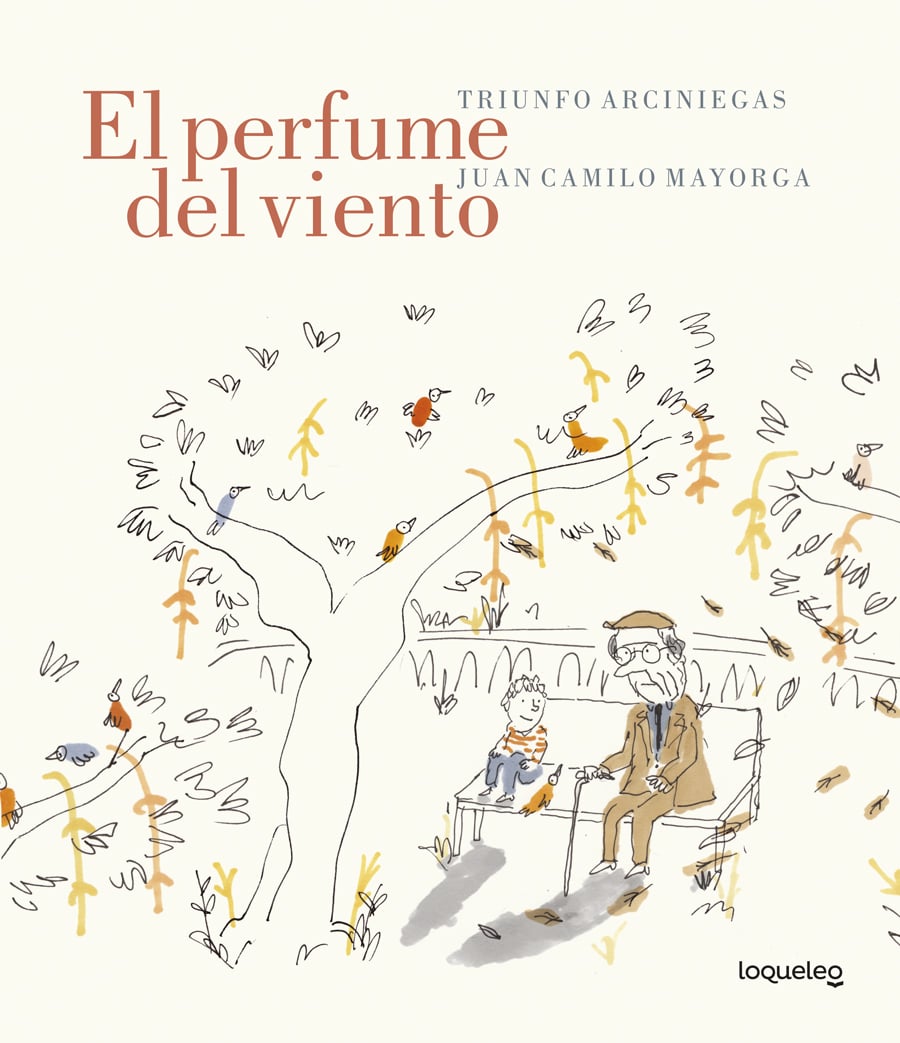 El perfume
del viento
TRIUNFO ARCINIEGAS
JUAN CAMILO MAYORGA
loqueleo